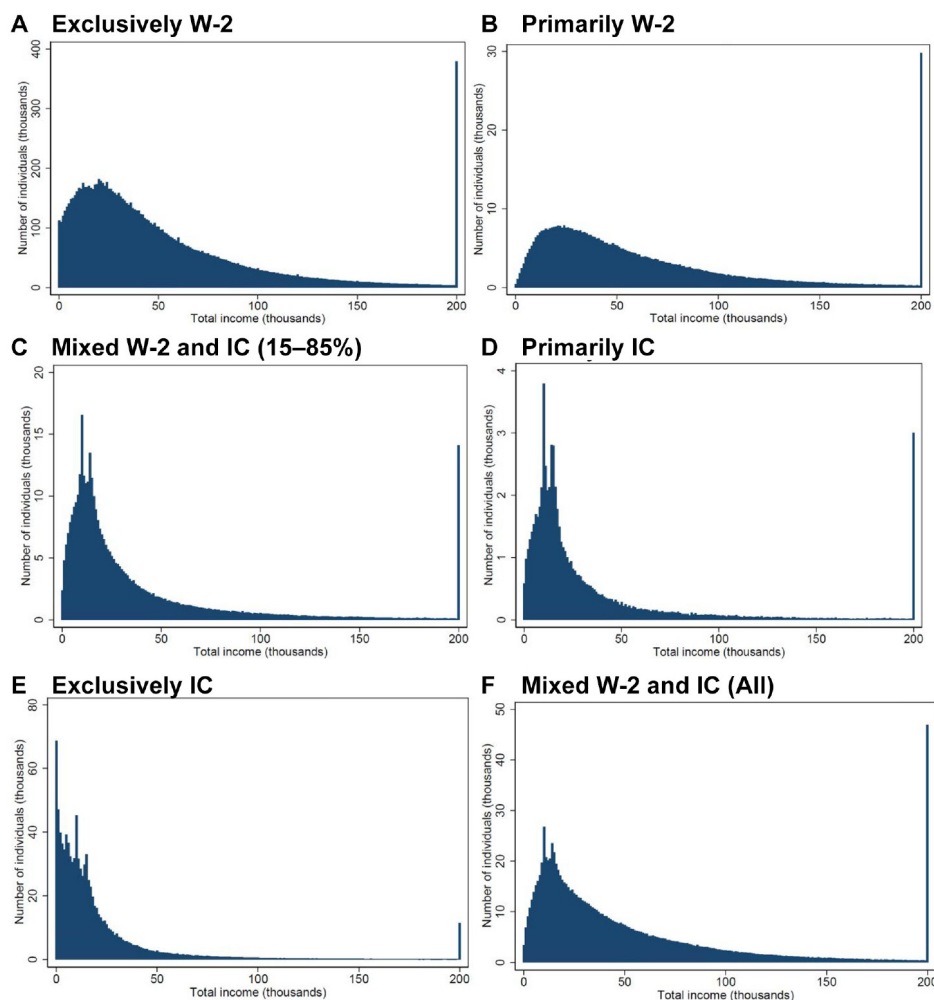 A Exclusively W-2
Number of individuals (thousands)
400
300
200
100
0
0 50 100 150 200
Total income (thousands)
B Primarily W-2
Number of individuals (thousands)
30
20
10
0
0 50 100 150 200
Total income (thousands)
C Mixed W-2 and IC (15–85%)
Number of individuals (thousands)
20
15
10
5
0
0 50 100 150 200
Total income (thousands)
D Primarily IC
Number of individuals (thousands)
4
3
2
1
0
0 50 100 150 200
Total income (thousands)
E Exclusively IC
Number of individuals (thousands)
80
60
40
20
0
0 50 100 150 200
Total income (thousands)
F Mixed W-2 and IC (All)
Number of individuals (thousands)
50
40
30
20
10
0
0 50 100 150 200
Total income (thousands)